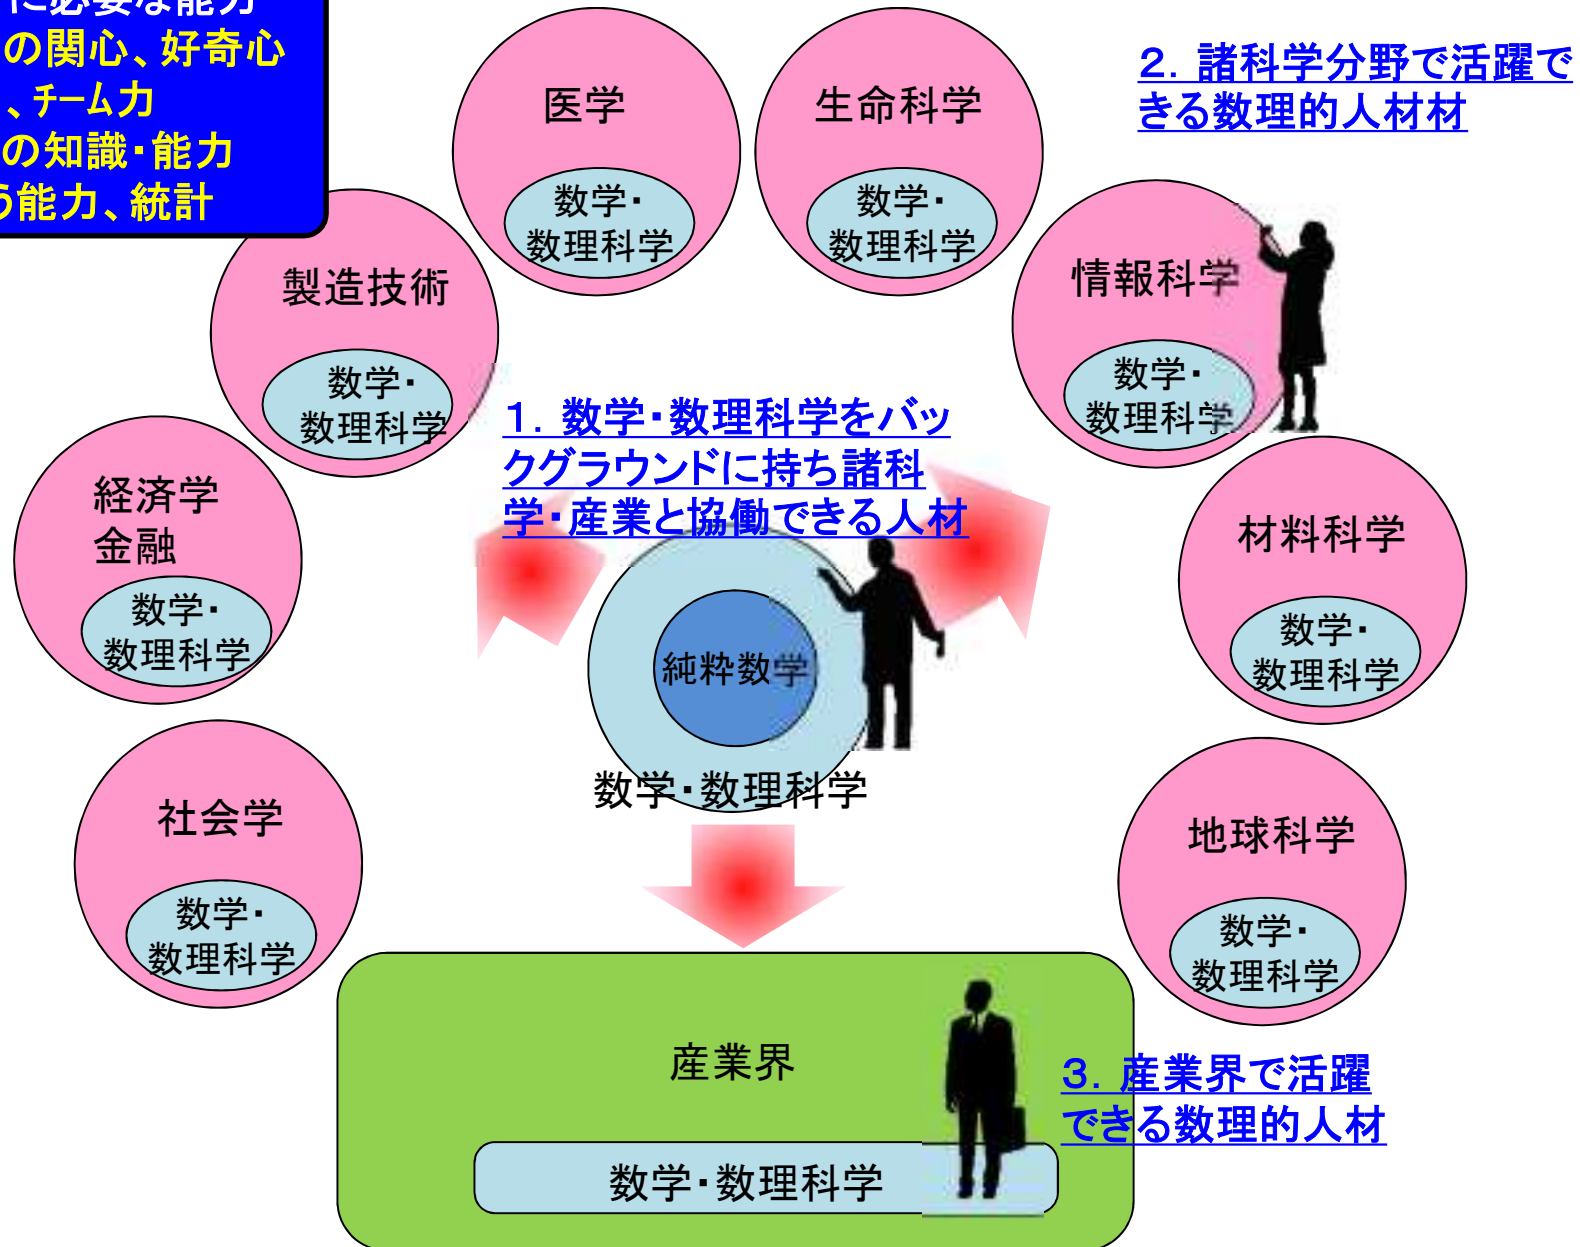 に必要な能力
の関心、好奇心
、チーム力
の知識・能力
う能力、統計
医学
数学・
数理科学
生命科学
数学・
数理科学
2. 諸科学分野で活躍で
きる数理的人材材
製造技術
数学・
数理科学
情報科学
数学・
数理科学
1. 数学・数理科学をバッ
クグラウンドに持ち諸科
学・産業と協働できる人材
経済学
金融
数学・
数理科学
材料科学
数学・
数理科学
純粋数学
数学・数理科学
社会学
数学・
数理科学
地球科学
数学・
数理科学
産業界
数学・数理科学
3. 産業界で活躍
できる数理的人材